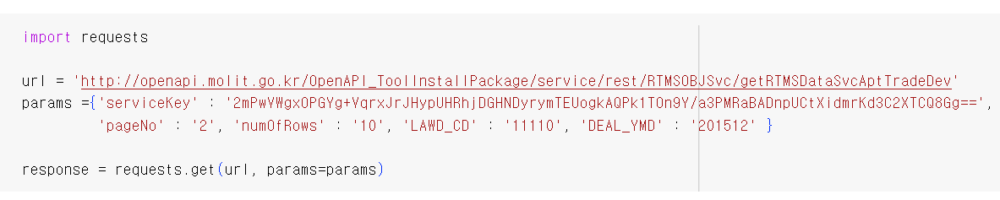 import requests
url = 'http://openapi.molit.go.kr/OpenAPI_ToolInstallPackage/service/rest/RTMSOBJSvc/getRTMSDataSvcAptTradeDev'
params ={'serviceKey' : '2mPwVWgxOPGYg+VqrxJrJHypUHRhjDGHNDyrymTEUogkAQPk1TOn9Y/a3PMRaBADnpUCtXidmrKd3C2XTCQ8Gg==',
'pageNo' : '2', 'numOfRows' : '10', 'LAWD_CD' : '11110', 'DEAL_YMD' : '201512' }
response = requests.get(url, params=params)